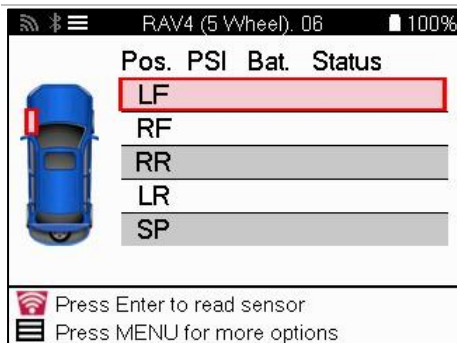 RAV4 (5 Wheel). 06 100%
Pos. PSI Bat. Status
LF
RF
RR
LR
SP
Press Enter to read sensor
Press MENU for more options